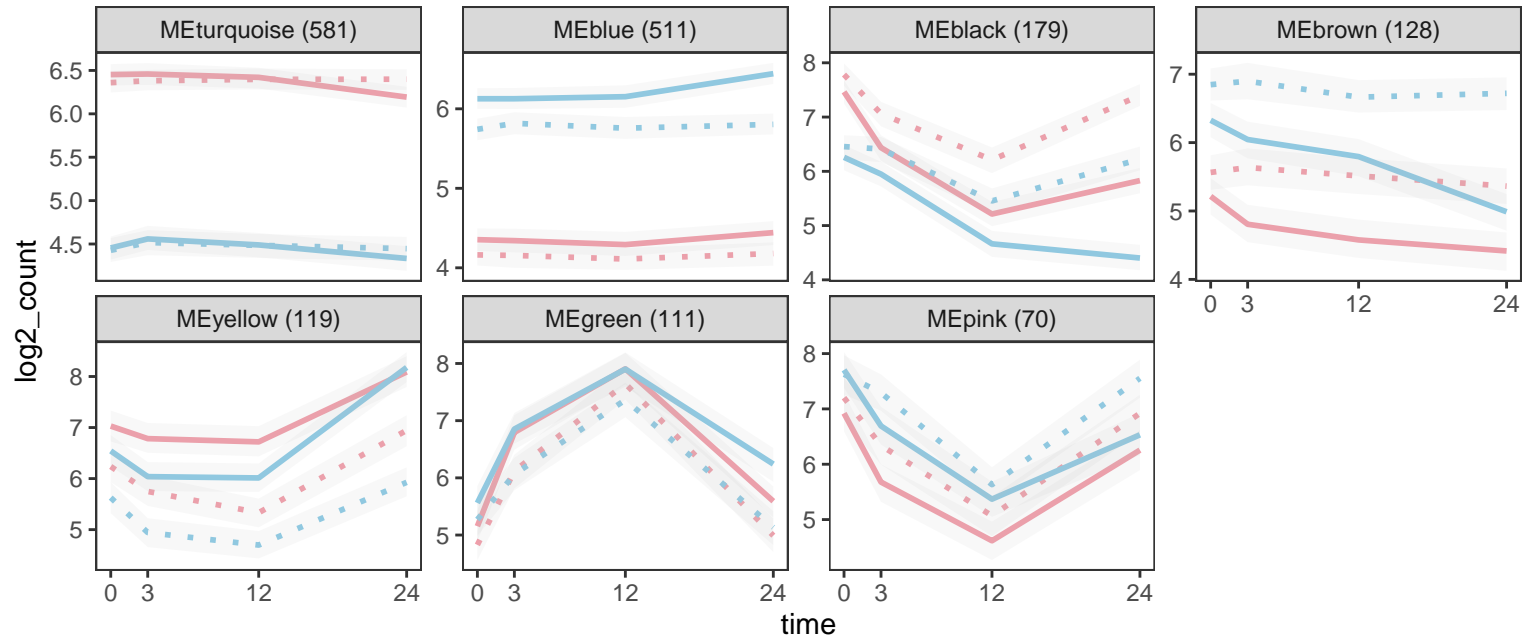 MEturquoise (581)
MEblue (511)
MEblack (179)
MEbrown (128)
6.5
6.0
5.5
5.0
4.5
6
5
4
8
7
6
5
4
7
6
5
4
0 3 12 24
MEyellow (119)
MEgreen (111)
MEpink (70)
8
7
6
5
8
7
6
5
8
7
6
5
0 3 12 24
0 3 12 24
0 3 12 24
log2_count
time